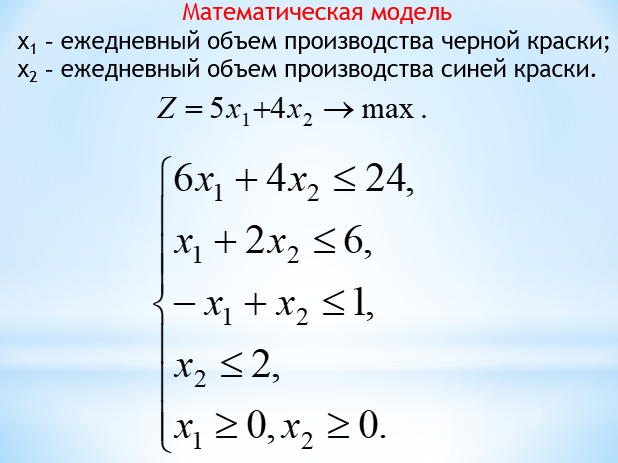 Математическая модель
x₁ – ежедневный объем производства черной краски;
x₂ – ежедневный объем производства синей краски.
Z = 5x₁+4x₂ → max .
6x₁ + 4x₂ ≤ 24,
x₁ + 2x₂ ≤ 6,
− x₁ + x₂ ≤ 1,
x₂ ≤ 2,
x₁ ≥ 0, x₂ ≥ 0.